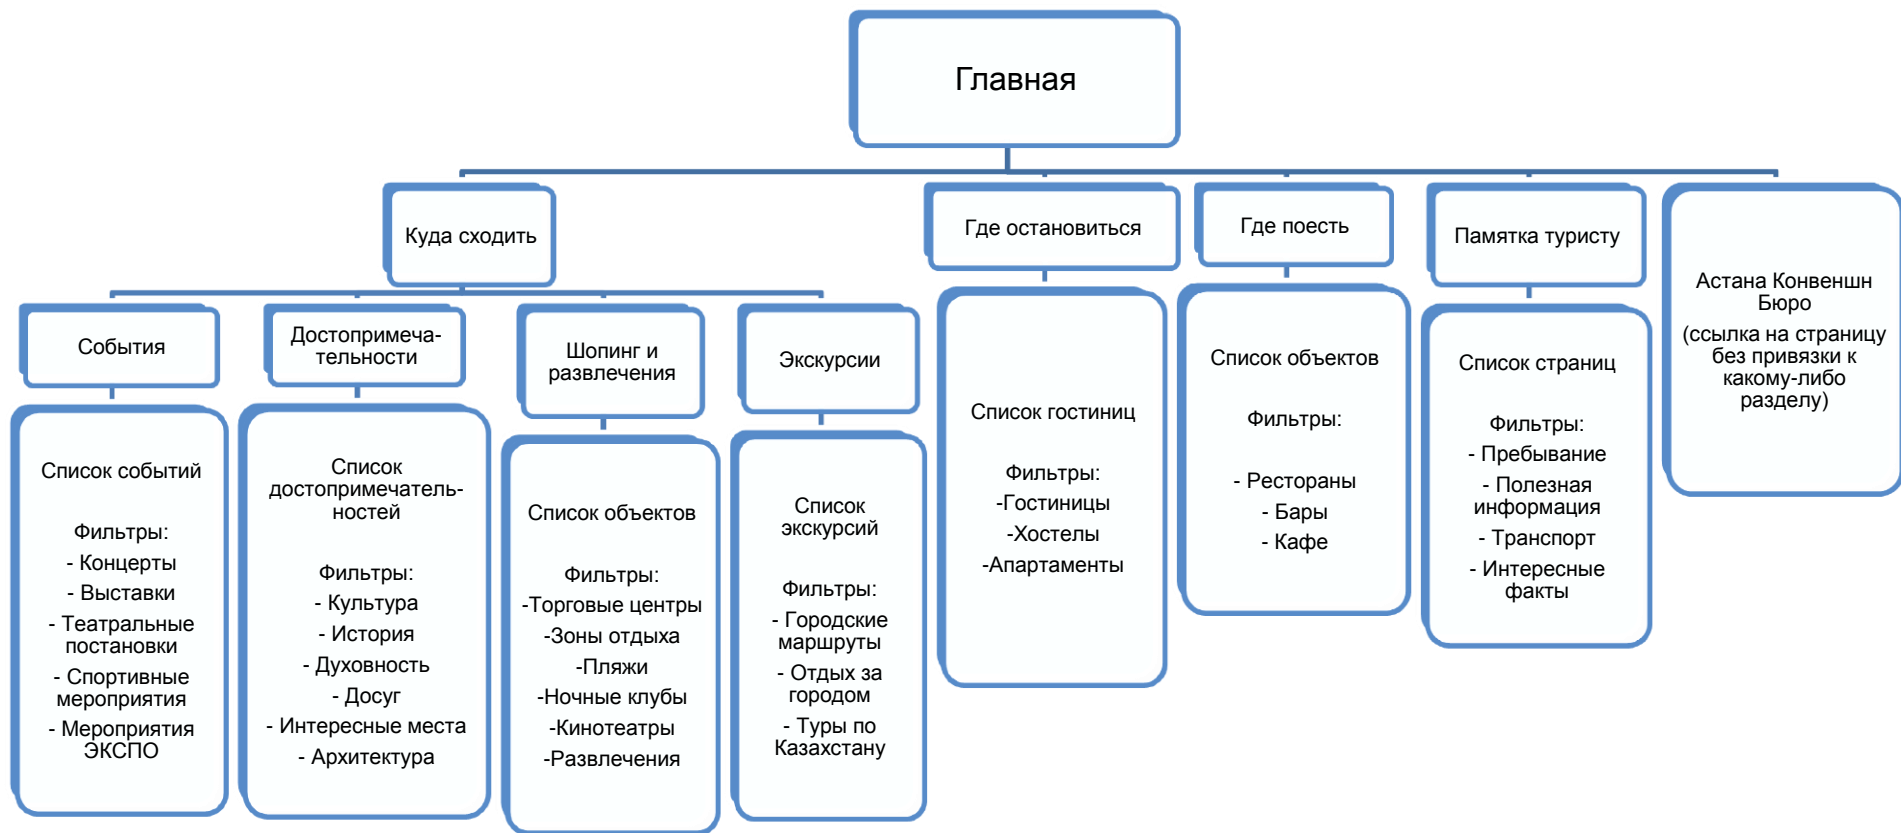 Главная
Куда сходить
Где остановиться
Где поесть
Памятка туристу
Астана Конвеншн
Бюро
(ссылка на страницу
без привязки к
какому-либо
разделу)
События
Достопримеча-
тельности
Шопинг и
развлечения
Экскурсии
Список событий
Фильтры:
- Концерты
- Выставки
- Театральные
постановки
- Спортивные
мероприятия
- Мероприятия
ЭКСПО
Список
достопримечатель-
ностей
Фильтры:
- Культура
- История
- Духовность
- Досуг
- Интересные места
- Архитектура
Список объектов
Фильтры:
-Торговые центры
-Зоны отдыха
-Пляжи
-Ночные клубы
-Кинотеатры
-Развлечения
Список
экскурсий
Фильтры:
- Городские
маршруты
- Отдых за
городом
- Туры по
Казахстану
Список гостиниц
Фильтры:
-Гостиницы
-Хостелы
-Апартаменты
Список объектов
Фильтры:
- Рестораны
- Бары
- Кафе
Список страниц
Фильтры:
- Пребывание
- Полезная
информация
- Транспорт
- Интересные
факты